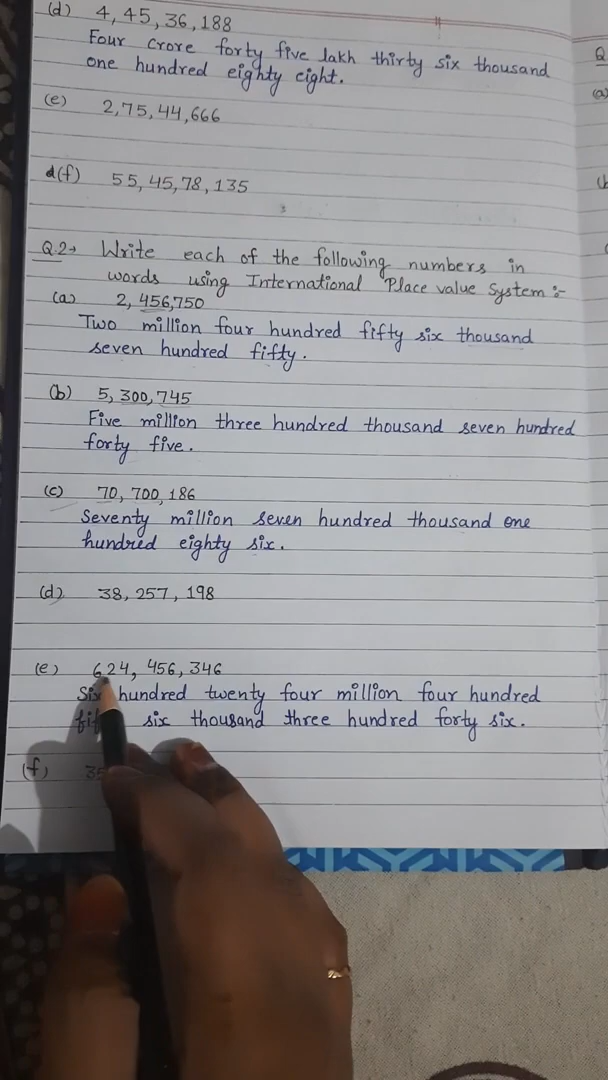 (d) 4,45,36,188
Four crore forty five lakh thirty six thousand
one hundred eighty eight.
(e) 2,75,44,666
(f) 55,45,78,135
Q.2→ Write each of the following numbers in
words using International Place value System :-
(a) 2,456,750
Two million four hundred fifty six thousand
seven hundred fifty.
(b) 5,300,745
Five million three hundred thousand seven hundred
forty five.
(c) 70,700,186
Seventy million seven hundred thousand one
hundred eighty six.
(d) 38,257,198
(e) 624,456,346
Six hundred twenty four million four hundred
six thousand three hundred forty six.
(f)
Q
(a)